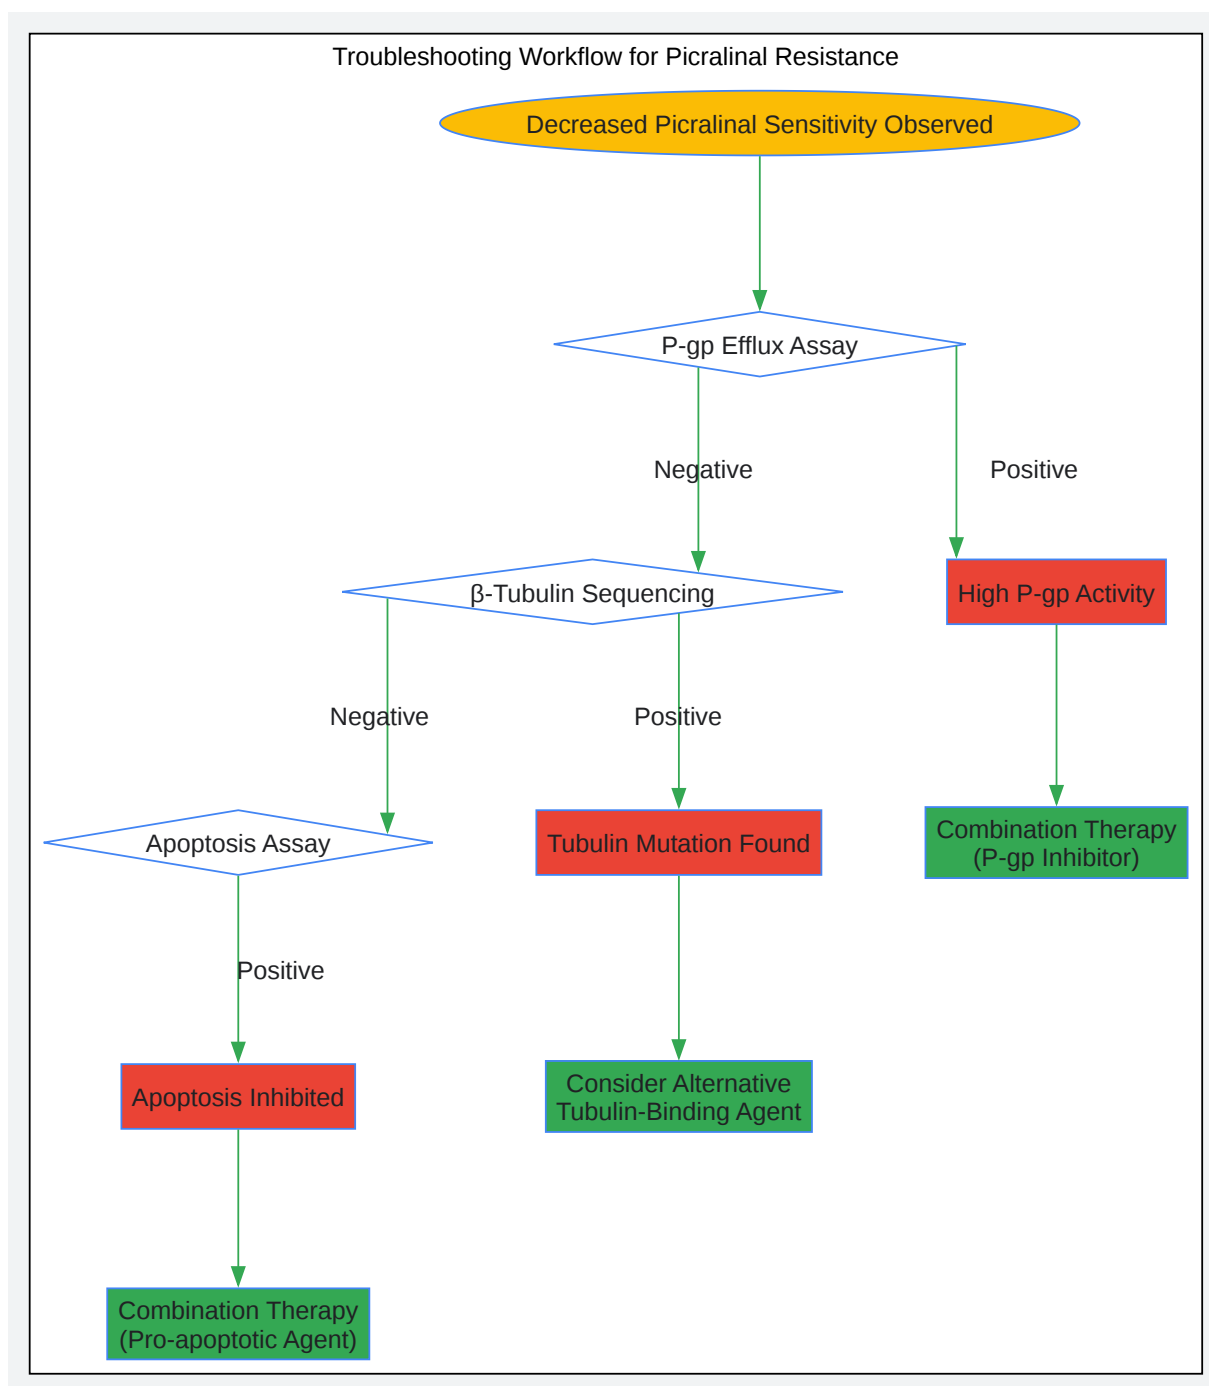 Troubleshooting Workflow for Picralinal Resistance
Decreased Picralinal Sensitivity Observed
P-gp Efflux Assay
Negative
Positive
β-Tubulin Sequencing
High P-gp Activity
Negative
Positive
Apoptosis Assay
Tubulin Mutation Found
Combination Therapy
(P-gp Inhibitor)
Positive
Apoptosis Inhibited
Consider Alternative
Tubulin-Binding Agent
Combination Therapy
(Pro-apoptotic Agent)